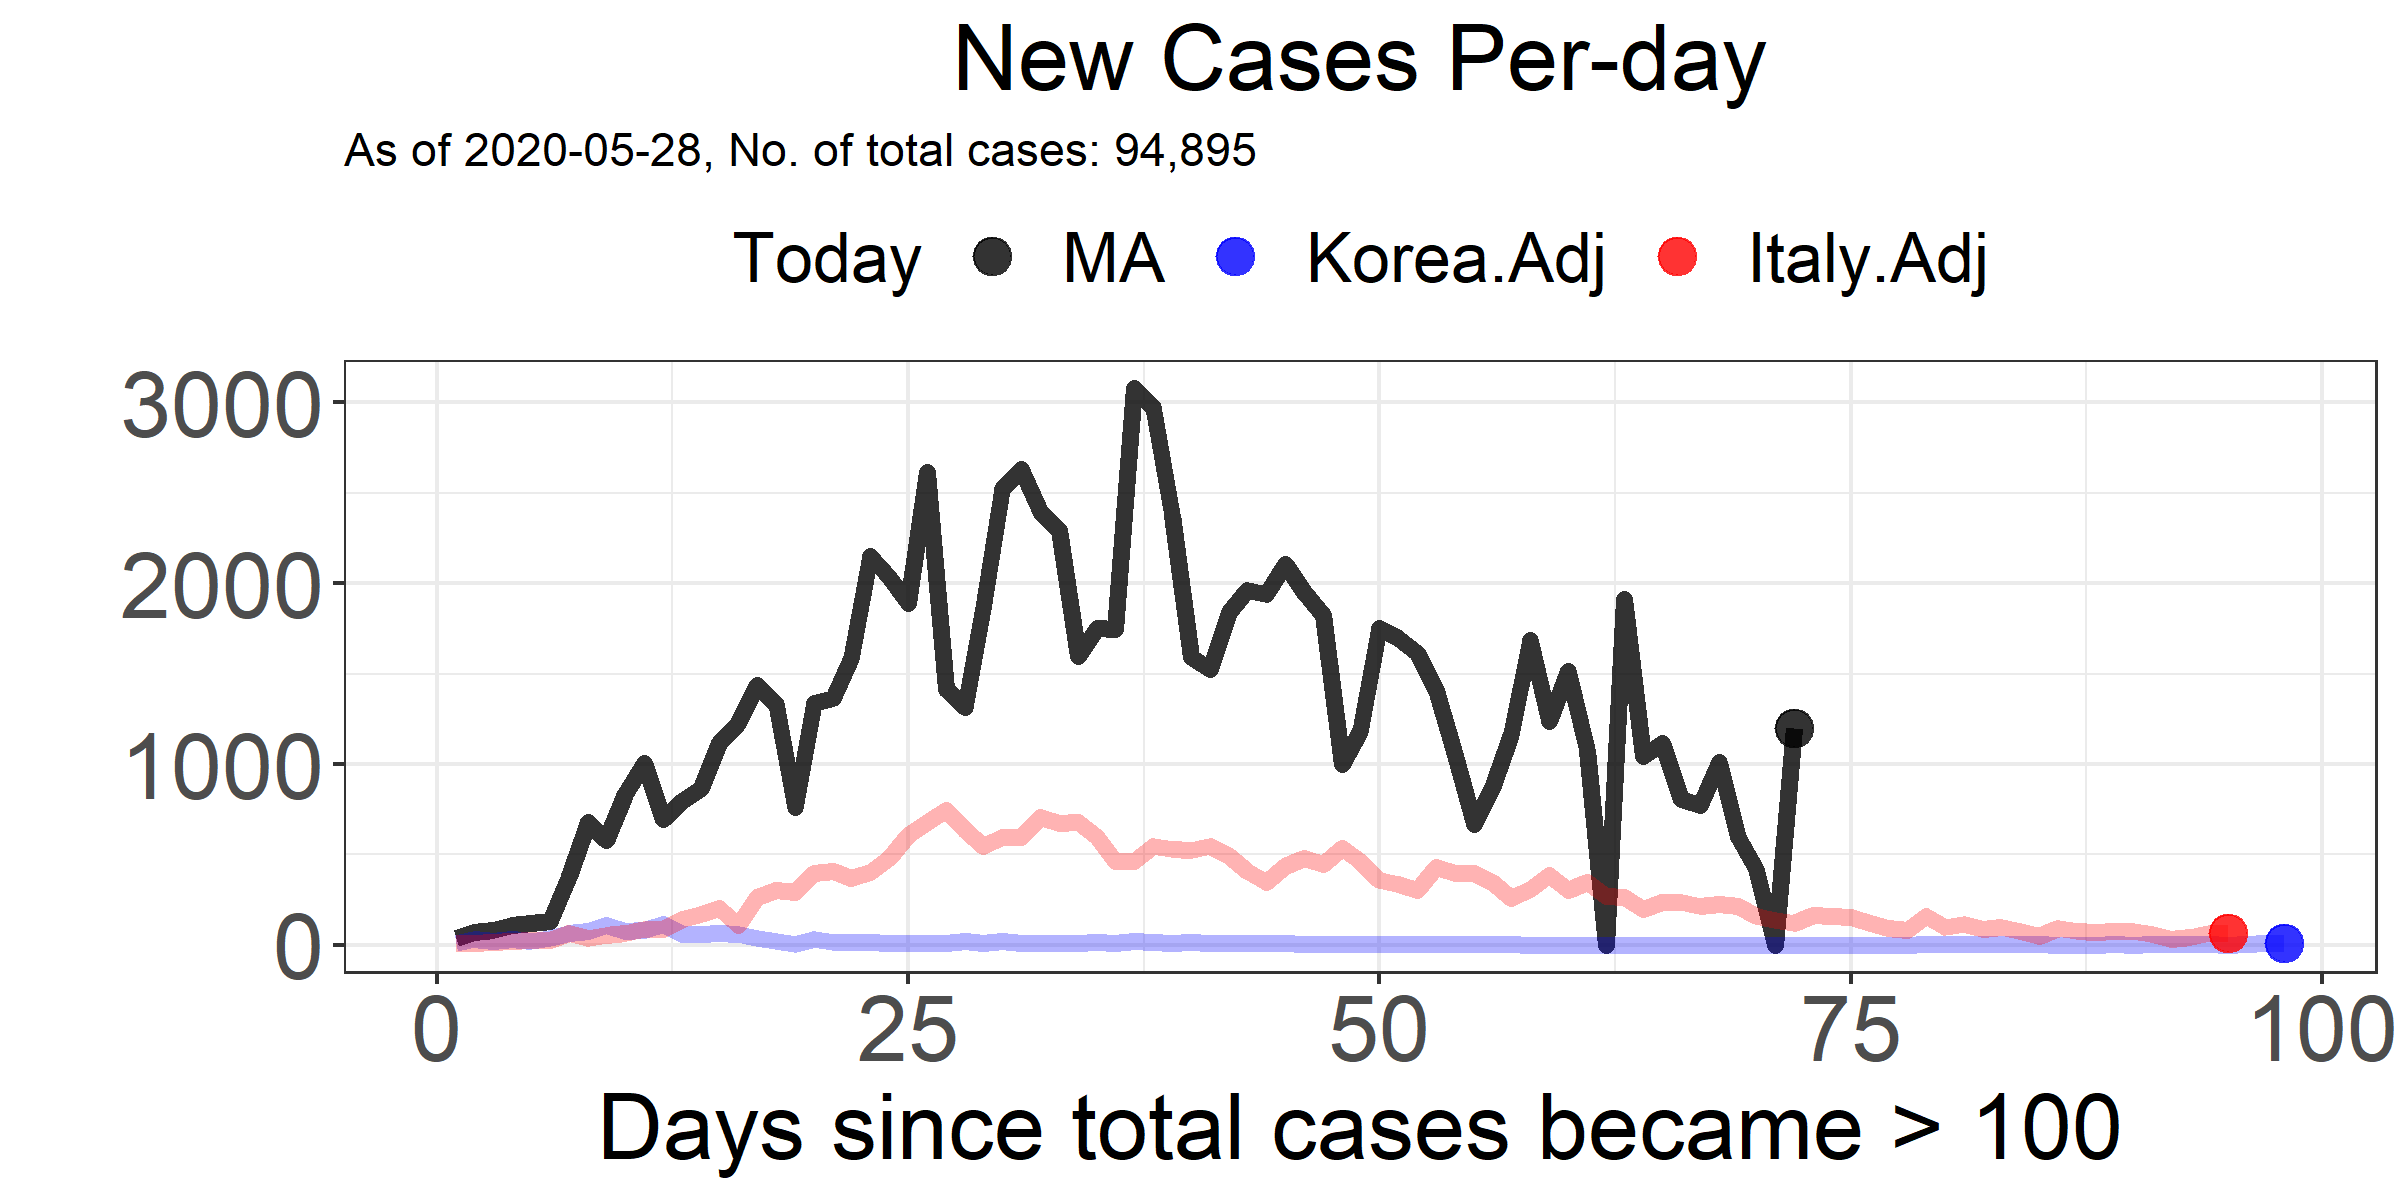 New Cases Per-day
As of 2020-05-28, No. of total cases: 94,895
Today MA Korea.Adj Italy.Adj
3000
2000
1000
0
0 25 50 75 100
Days since total cases became > 100